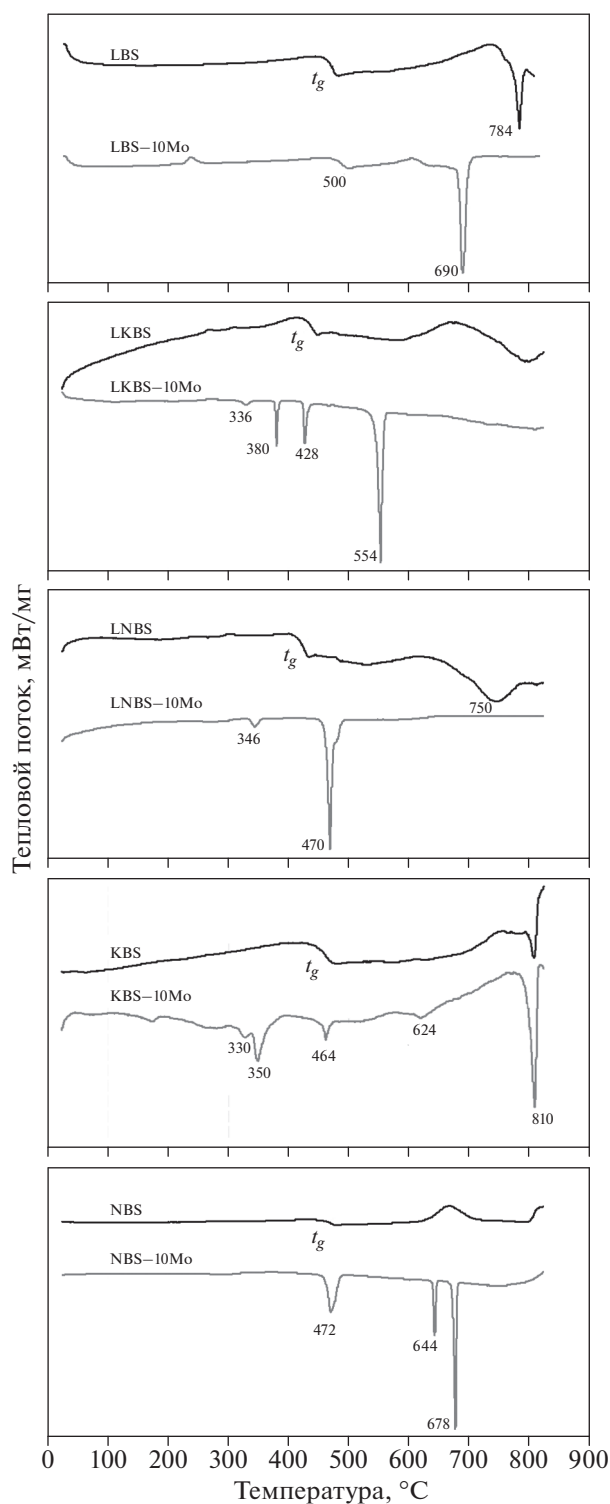 LBS
t_g
784
LBS–10Mo
500
690
LKBS
t_g
LKBS–10Mo
336
380
428
554
LNBS
t_g
750
LNBS–10Mo
346
470
KBS
t_g
KBS–10Mo
330
350
464
624
810
NBS
t_g
NBS–10Mo
472
644
678
0 100 200 300 400 500 600 700 800 900
Температура, °C
Тепловой поток, мВт/мг